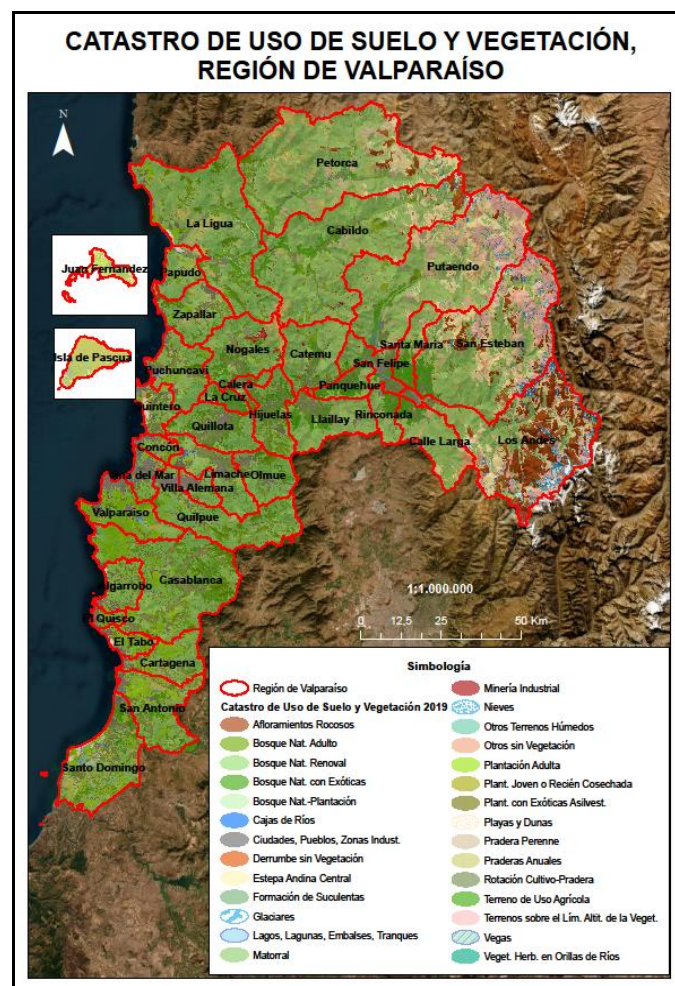 CATASTRO DE USO DE SUELO Y VEGETACIÓN,
REGIÓN DE VALPARAÍSO
N
Petorca
La Ligua
Cabildo
Juan Fernandez
Papudo
Putaendo
Zapallar
Nogales
Catemu
Santa Maria
San Esteban
Isla de Pascua
San Felipe
Puchuncavi
Calera
Panquehue
La Cruz
Quintero
Hijuelas
Llaillay
Rinconada
Quillota
Calle Larga
Los Andes
Concón
Viña del Mar
Limache
Olmue
Villa Alemana
Valparaiso
Quilpue
Casablanca
Algarrobo
1:1.000.000
El Quisco
0 12,5 25 50 Km
El Tabo
Cartagena
San Antonio
Santo Domingo
Simbología
Región de Valparaíso
Catastro de Uso de Suelo y Vegetación 2019
Afloramientos Rocosos
Bosque Nat. Adulto
Bosque Nat. Renoval
Bosque Nat. con Exóticas
Bosque Nat.-Plantación
Cajas de Ríos
Ciudades, Pueblos, Zonas Indust.
Derrumbe sin Vegetación
Estepa Andina Central
Formación de Suculentas
Glaciares
Lagos, Lagunas, Embalses, Tranques
Matorral
Minería Industrial
Nieves
Otros Terrenos Húmedos
Otros sin Vegetación
Plantación Adulta
Plant. Joven o Recién Cosechada
Plant. con Exóticas Asilvest.
Playas y Dunas
Pradera Perenne
Praderas Anuales
Rotación Cultivo-Pradera
Terreno de Uso Agrícola
Terrenos sobre el Lím. Altit. de la Veget.
Vegas
Veget. Herb. en Orillas de Ríos